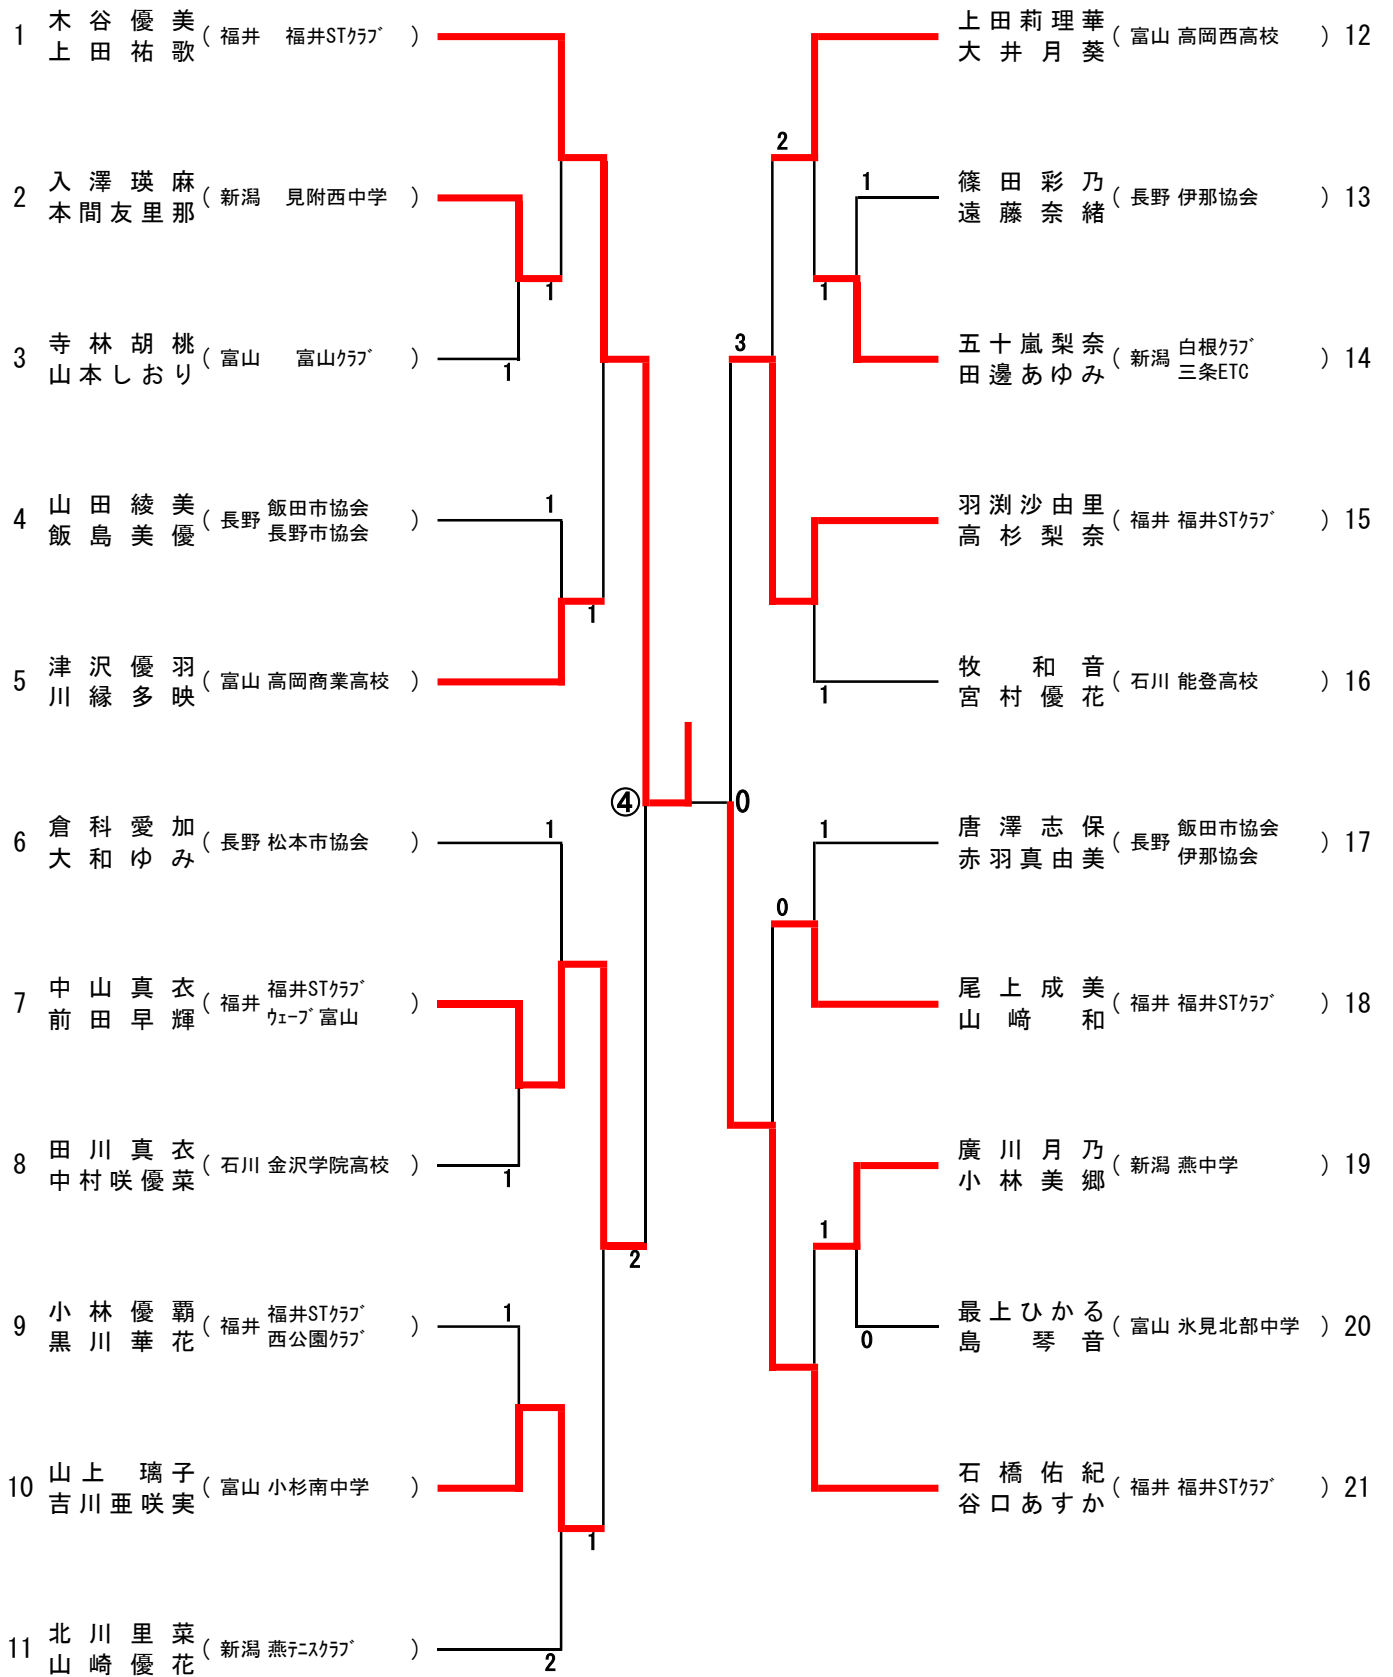 1 木谷優美 上田祐歌 ( 福井 福井STｸﾗﾌﾞ )
2 入澤瑛麻 本間友里那 ( 新潟 見附西中学 )
1
3 寺林胡桃 山本しおり ( 富山 富山ｸﾗﾌﾞ )
1
4 山田綾美 飯島美優 ( 長野 飯田市協会 長野市協会 )
1
1
5 津沢優羽 川縁多映 ( 富山 高岡商業高校 )
6 倉科愛加 大和ゆみ ( 長野 松本市協会 )
1
7 中山真衣 前田早輝 ( 福井 福井STｸﾗﾌﾞ ｳｪｰﾌﾞ富山 )
8 田川真衣 中村咲優菜 ( 石川 金沢学院高校 )
1
2
9 小林優覇 黒川華花 ( 福井 福井STｸﾗﾌﾞ 西公園ｸﾗﾌﾞ )
1
10 山上璃子 吉川亜咲実 ( 富山 小杉南中学 )
1
11 北川里菜 山崎優花 ( 新潟 燕ﾃﾆｽｸﾗﾌﾞ )
2
④ 0
上田莉理華 大井月葵 ( 富山 高岡西高校 ) 12
2
1
篠田彩乃 遠藤奈緒 ( 長野 伊那協会 ) 13
1
3
五十嵐梨奈 田邊あゆみ ( 新潟 白根ｸﾗﾌﾞ 三条ETC ) 14
羽渕沙由里 高杉梨奈 ( 福井 福井STｸﾗﾌﾞ ) 15
牧和音 宮村優花 ( 石川 能登高校 ) 16
1
1
唐澤志保 赤羽真由美 ( 長野 飯田市協会 伊那協会 ) 17
0
尾上成美 山﨑和 ( 福井 福井STｸﾗﾌﾞ ) 18
廣川月乃 小林美郷 ( 新潟 燕中学 ) 19
1
最上ひかる 島琴音 ( 富山 氷見北部中学 ) 20
0
石橋佑紀 谷口あすか ( 福井 福井STｸﾗﾌﾞ ) 21